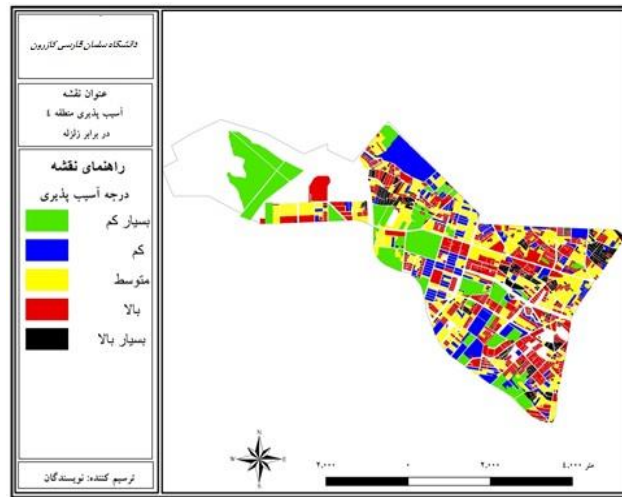 دانشگاه سلمان فارسی کازرون
عنوان نقشه
آسیب پذیری منطقه ٤
در برابر زلزله
راهنمای نقشه
درجه آسیب پذیری
بسیار کم
کم
متوسط
بالا
بسیار بالا
ترسیم کننده: نویسندگان
N
W E
S
۲,۰۰۰ ۰ ۲,۰۰۰ ٤,۰۰۰ متر